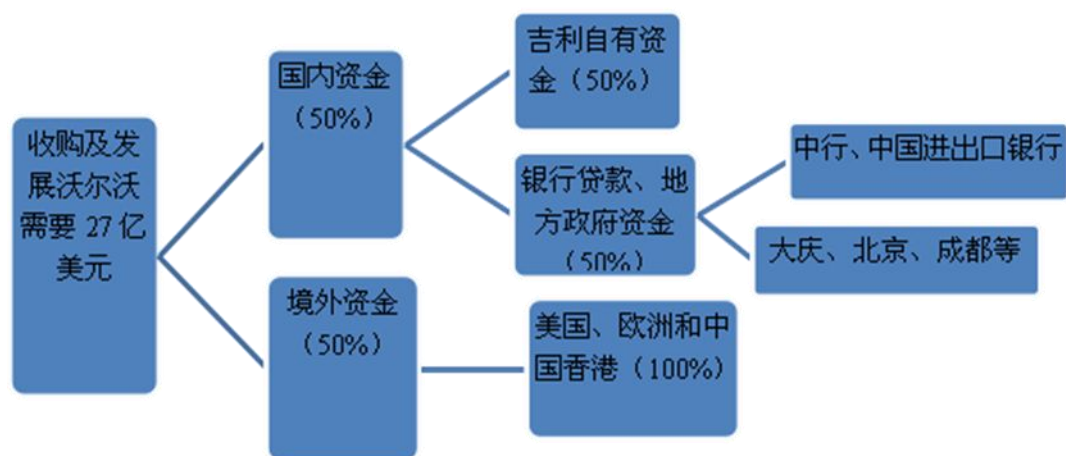 收购及发
展沃尔沃
需要 27 亿
美元
国内资金
（50%）
境外资金
（50%）
吉利自有资
金（50%）
银行贷款、地
方政府资金
（50%）
美国、欧洲和中
国香港（100%）
中行、中国进出口银行
大庆、北京、成都等